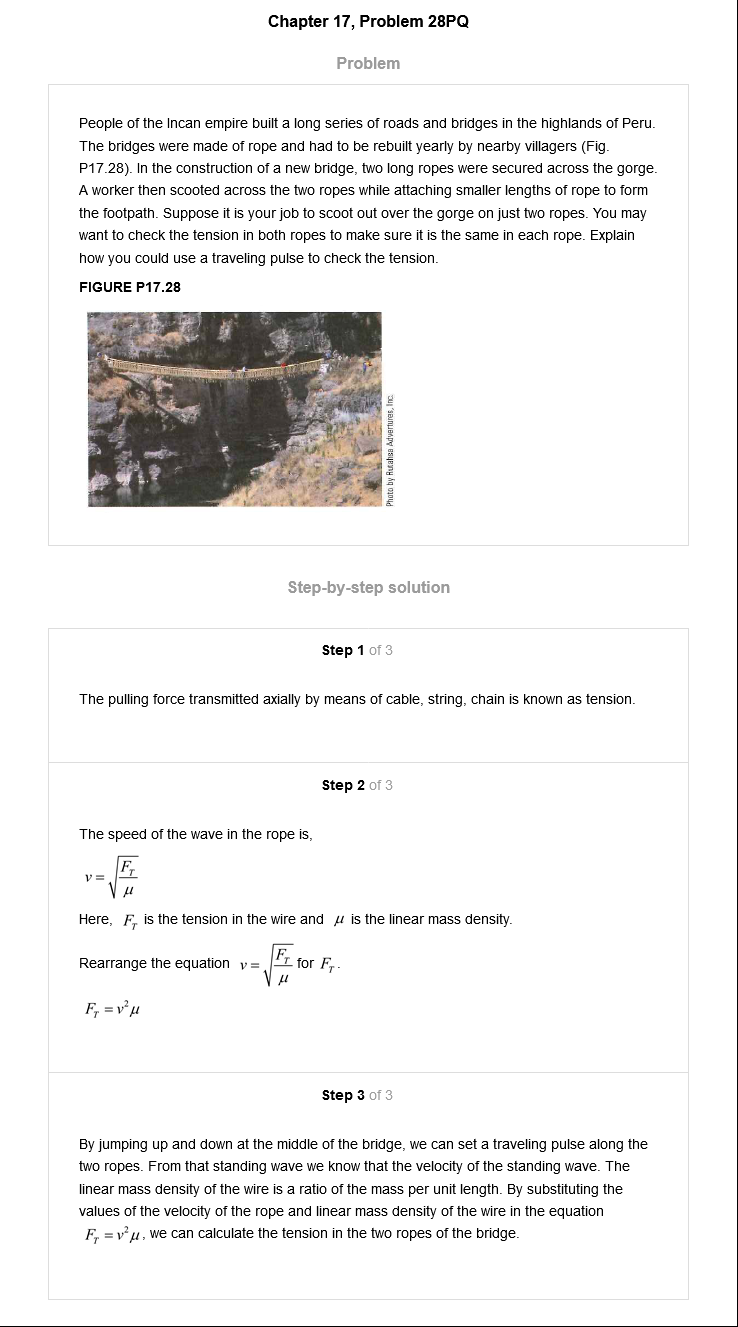 Chapter 17, Problem 28PQ
Problem
People of the Incan empire built a long series of roads and bridges in the highlands of Peru.
The bridges were made of rope and had to be rebuilt yearly by nearby villagers (Fig.
P17.28). In the construction of a new bridge, two long ropes were secured across the gorge.
A worker then scooted across the two ropes while attaching smaller lengths of rope to form
the footpath. Suppose it is your job to scoot out over the gorge on just two ropes. You may
want to check the tension in both ropes to make sure it is the same in each rope. Explain
how you could use a traveling pulse to check the tension.
FIGURE P17.28
Photo by Rutahsa Adventures, Inc.
Step-by-step solution
Step 1 of 3
The pulling force transmitted axially by means of cable, string, chain is known as tension.
Step 2 of 3
The speed of the wave in the rope is,
v = √(F_T/μ)
Here, F_T is the tension in the wire and μ is the linear mass density.
Rearrange the equation v = √(F_T/μ) for F_T.
F_T = v²μ
Step 3 of 3
By jumping up and down at the middle of the bridge, we can set a traveling pulse along the
two ropes. From that standing wave we know that the velocity of the standing wave. The
linear mass density of the wire is a ratio of the mass per unit length. By substituting the
values of the velocity of the rope and linear mass density of the wire in the equation
F_T = v²μ, we can calculate the tension in the two ropes of the bridge.